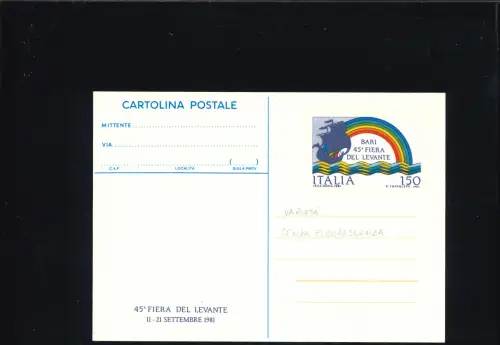 CARTOLINA POSTALE
MITTENTE
VIA
( )
C.A.P. LOCALITÀ SIGLA PROV.
45ª FIERA DEL LEVANTE
11-21 SETTEMBRE 1981
BARI
45ª FIERA
DEL LEVANTE
ITALIA 150
VARIETÀ
SENZA FLUORESCENZA